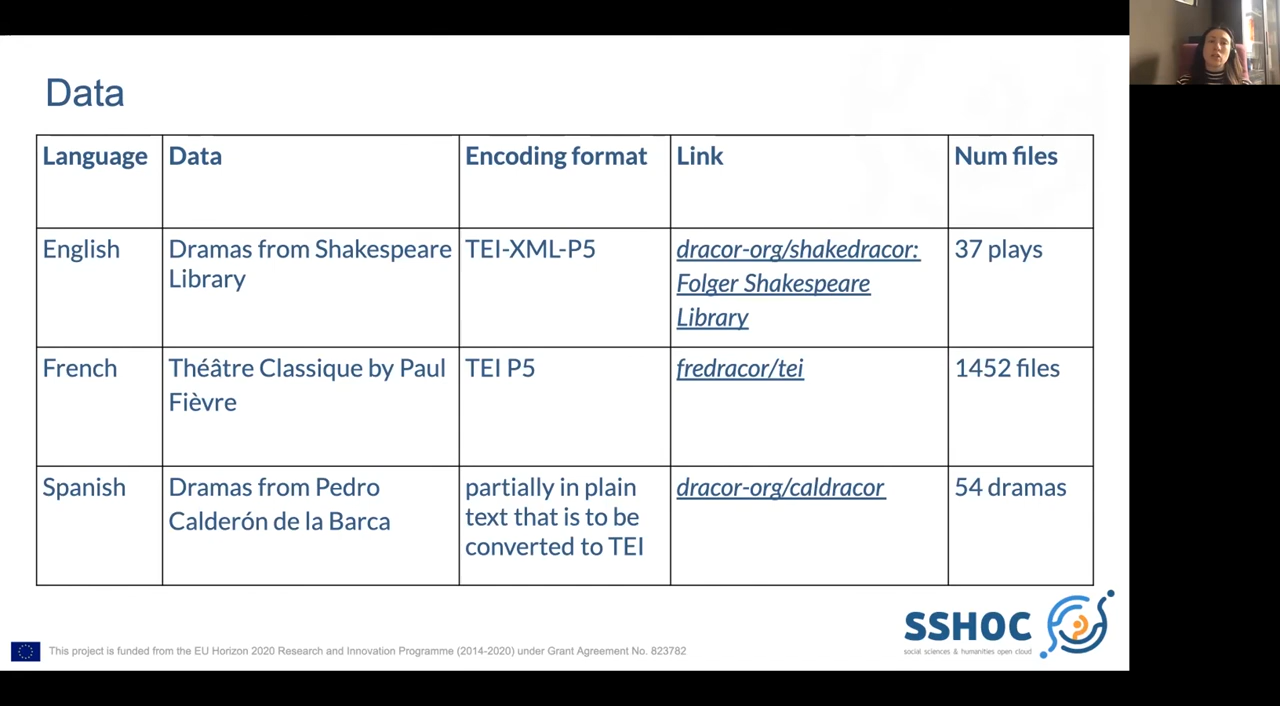 Data
Language
Data
Encoding format
Link
Num files
English
Dramas from Shakespeare
Library
TEI-XML-P5
dracor-org/shakedracor:
Folger Shakespeare
Library
37 plays
French
Théâtre Classique by Paul
Fièvre
TEI P5
fredracor/tei
1452 files
Spanish
Dramas from Pedro
Calderón de la Barca
partially in plain
text that is to be
converted to TEI
dracor-org/caldracor
54 dramas
SSHOC
social sciences & humanities open cloud
This project is funded from the EU Horizon 2020 Research and Innovation Programme (2014-2020) under Grant Agreement No. 823782